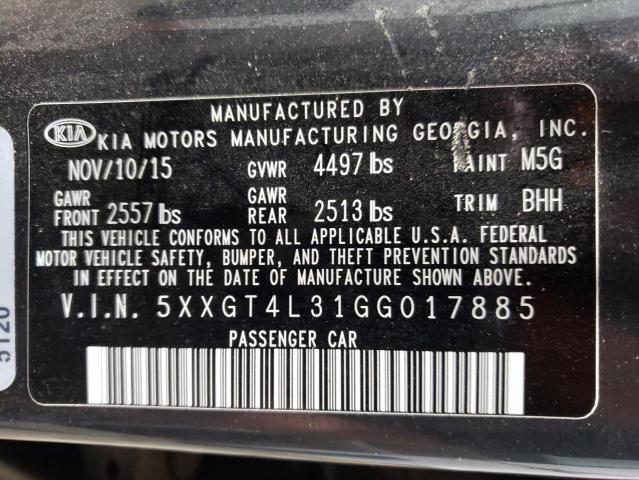 MANUFACTURED BY
KIA KIA MOTORS MANUFACTURING GEORGIA, INC.
NOV/10/15 GVWR 4497 lbs PAINT M5G
GAWR FRONT 2557 lbs GAWR REAR 2513 lbs TRIM BHH
THIS VEHICLE CONFORMS TO ALL APPLICABLE U.S.A. FEDERAL
MOTOR VEHICLE SAFETY, BUMPER, AND THEFT PREVENTION STANDARDS
IN EFFECT ON THE DATE OF MANUFACTURE SHOWN ABOVE.
V.I.N. 5XXGT4L31GG017885
PASSENGER CAR